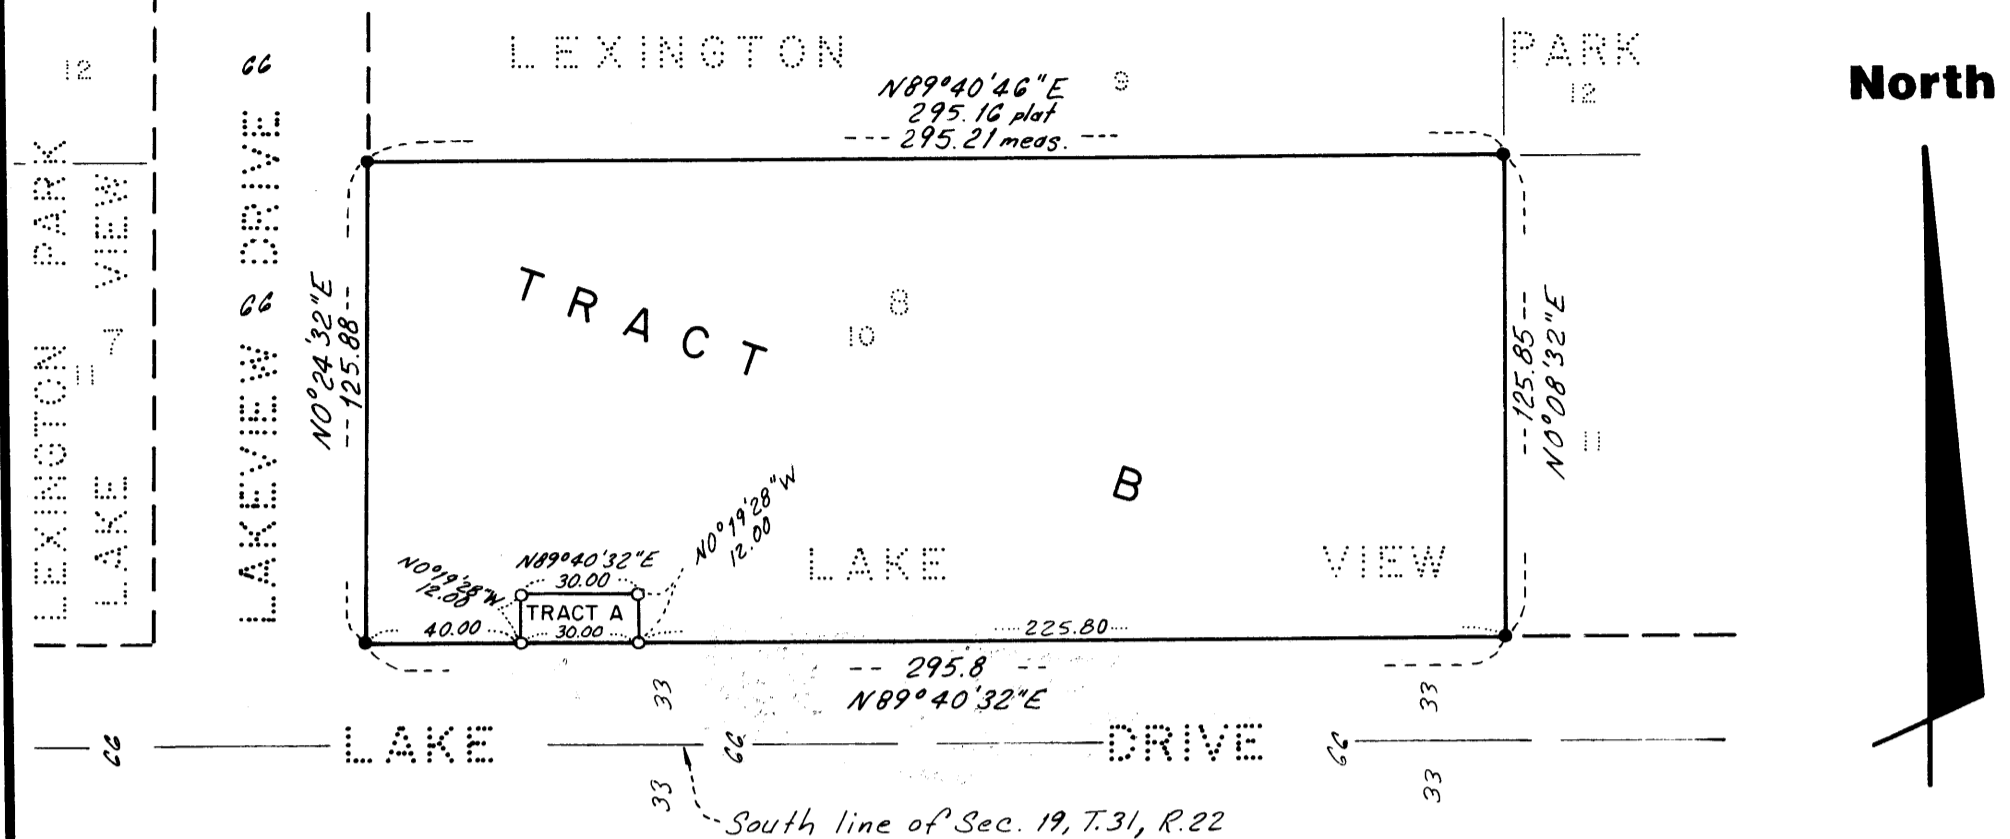 LEXINGTON
PARK
12
66
N89°40'46"E
295.16 plat
--- 295.21 meas. ---
9
12
North
LEXINGTON PARK
LAKE VIEW
7
11
LAKEVIEW DRIVE
66
N0°24'32"E
--125.88--
TRACT
8
10
--125.85--
N0°08'32"E
11
B
N0°19'28"W
12.00
N89°40'32"E
30.00
N0°19'28"W
12.00
LAKE VIEW
TRACT A
40.00
30.00
225.80
-- 295.8 --
N89°40'32"E
33
33
66
LAKE
66
DRIVE
66
33
33
South line of Sec. 19, T.31, R.22